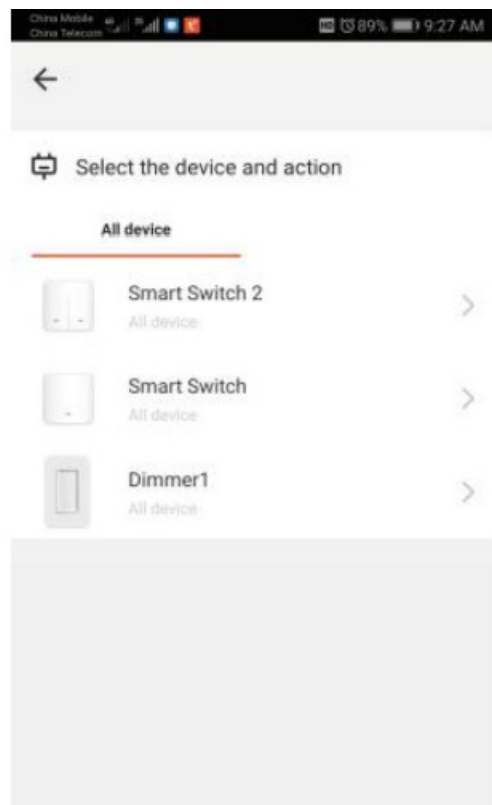 China Mobile
China Telecom
HD 89% 9:27 AM
Select the device and action
All device
Smart Switch 2
All device
Smart Switch
All device
Dimmer1
All device